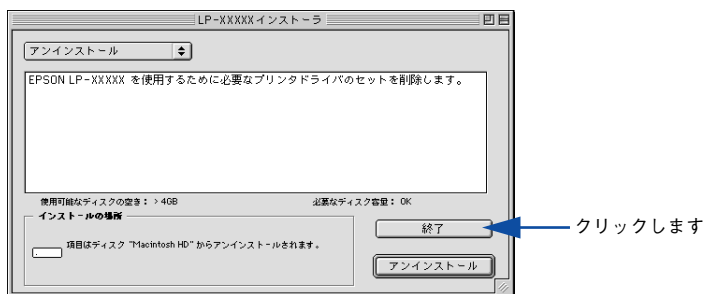 LP-XXXXXインストーラ
アンインストール
EPSON LP-XXXXX を使用するために必要なプリンタドライバのセットを削除します。
使用可能なディスクの空き： ＞4GB 必要なディスク容量： OK
インストールの場所
項目はディスク "Macintosh HD" からアンインストールされます。
終了
クリックします
アンインストール